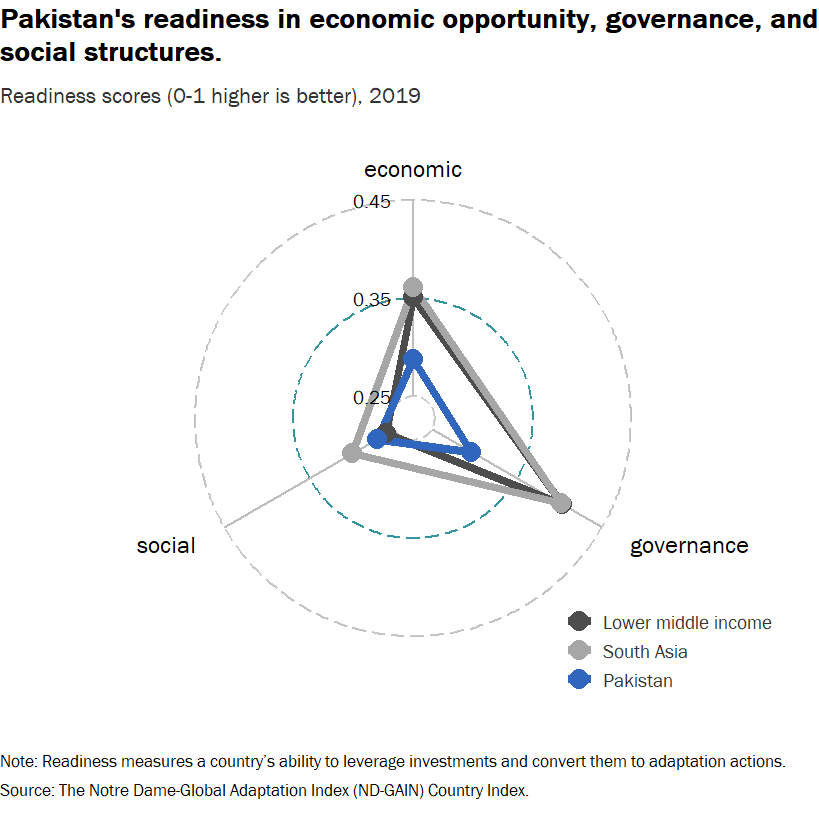 Pakistan's readiness in economic opportunity, governance, and
social structures.
Readiness scores (0-1 higher is better), 2019
economic
0.45
0.35
0.25
social
governance
Lower middle income
South Asia
Pakistan
Note: Readiness measures a country’s ability to leverage investments and convert them to adaptation actions.
Source: The Notre Dame-Global Adaptation Index (ND-GAIN) Country Index.